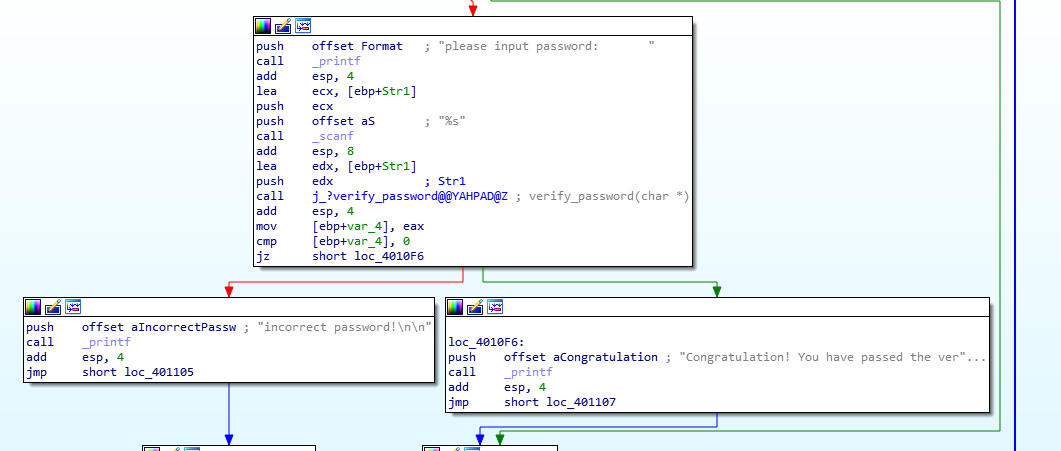 push    offset Format   ; "please input password:       "
call    _printf
add     esp, 4
lea     ecx, [ebp+Str1]
push    ecx
push    offset aS       ; "%s"
call    _scanf
add     esp, 8
lea     edx, [ebp+Str1]
push    edx             ; Str1
call    j_?verify_password@@YAHPAD@Z ; verify_password(char *)
add     esp, 4
mov     [ebp+var_4], eax
cmp     [ebp+var_4], 0
jz      short loc_4010F6
push    offset aIncorrectPassw ; "incorrect password!\n\n"
call    _printf
add     esp, 4
jmp     short loc_401105
loc_4010F6:
push    offset aCongratulation ; "Congratulation! You have passed the ver"...
call    _printf
add     esp, 4
jmp     short loc_401107